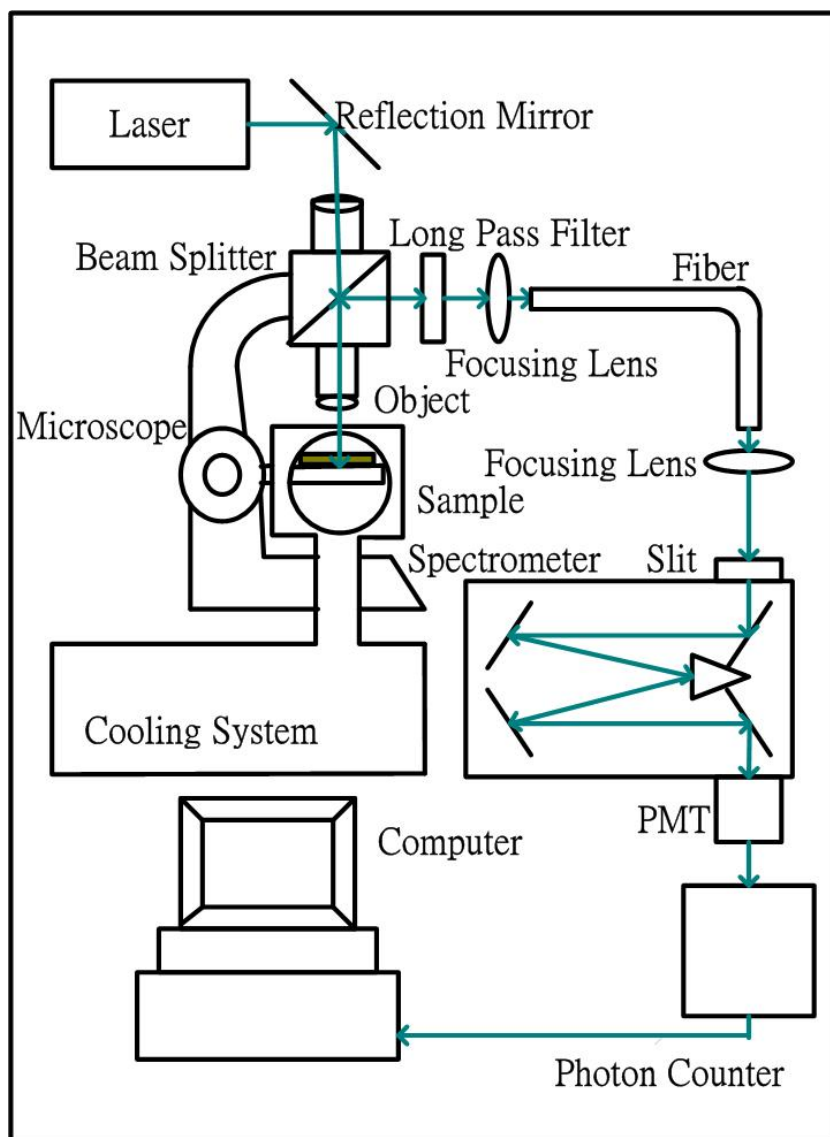 Laser
Reflection Mirror
Beam Splitter
Long Pass Filter
Fiber
Focusing Lens
Object
Microscope
Focusing Lens
Sample
Spectrometer
Slit
Cooling System
PMT
Computer
Photon Counter